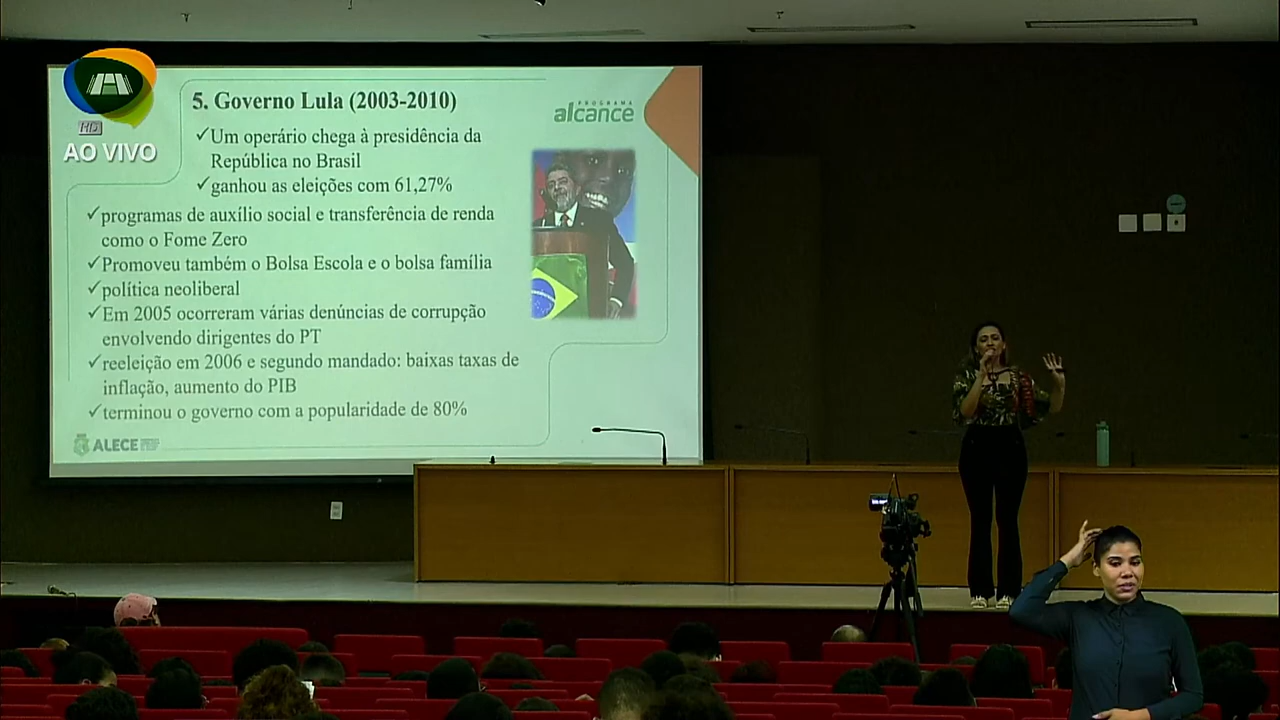 HD
AO VIVO
5. Governo Lula (2003-2010)
PROGRAMA
alcance
✓Um operário chega à presidência da
República no Brasil
✓ganhou as eleições com 61,27%
✓programas de auxílio social e transferência de renda
como o Fome Zero
✓Promoveu também o Bolsa Escola e o bolsa família
✓política neoliberal
✓Em 2005 ocorreram várias denúncias de corrupção
envolvendo dirigentes do PT
✓reeleição em 2006 e segundo mandado: baixas taxas de
inflação, aumento do PIB
✓terminou o governo com a popularidade de 80%
ALECE